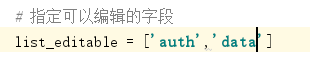 # 指定可以编辑的字段
list_editable = ['auth','data']